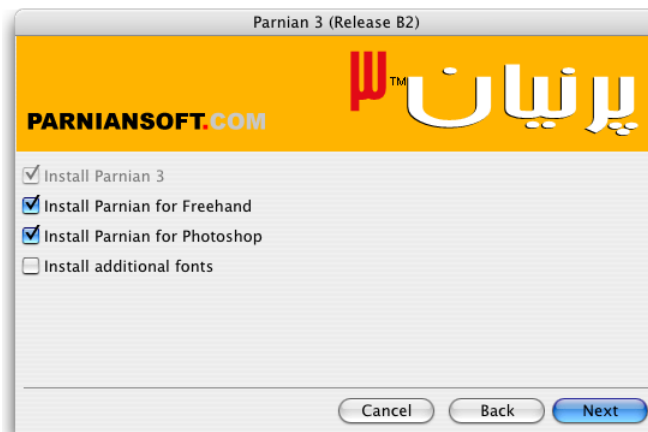 Parnian 3 (Release B2)
پرنیان ۳™
PARNIANSOFT.COM
Install Parnian 3
Install Parnian for Freehand
Install Parnian for Photoshop
Install additional fonts
Cancel Back Next